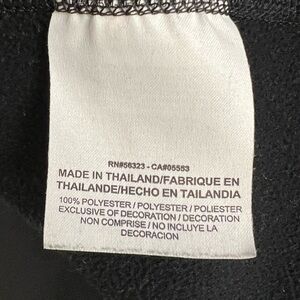 RN#56323 - CA#05553
MADE IN THAILAND/FABRIQUE EN
THAILANDE/HECHO EN TAILANDIA
100% POLYESTER / POLYESTER / POLIESTER
EXCLUSIVE OF DECORATION / DECORATION
NON COMPRISE / NO INCLUYE LA
DECORACION